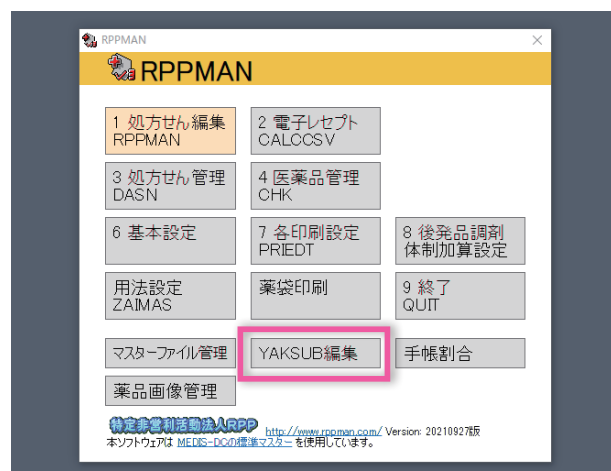 RPPMAN
RPPMAN
1 処方せん編集
RPPMAN
2 電子レセプト
CALCCSV
3 処方せん管理
DASN
4 医薬品管理
CHK
6 基本設定
7 各印刷設定
PRIEDT
8 後発品調剤
体制加算設定
用法設定
ZAIMAS
薬袋印刷
9 終了
QUIT
マスターファイル管理
YAKSUB編集
手帳割合
薬品画像管理
特定非営利活動法人RPP http://www.rppman.com/ Version: 20210927版
本ソフトウェアは MEDIS-DCの標準マスター を使用しています。